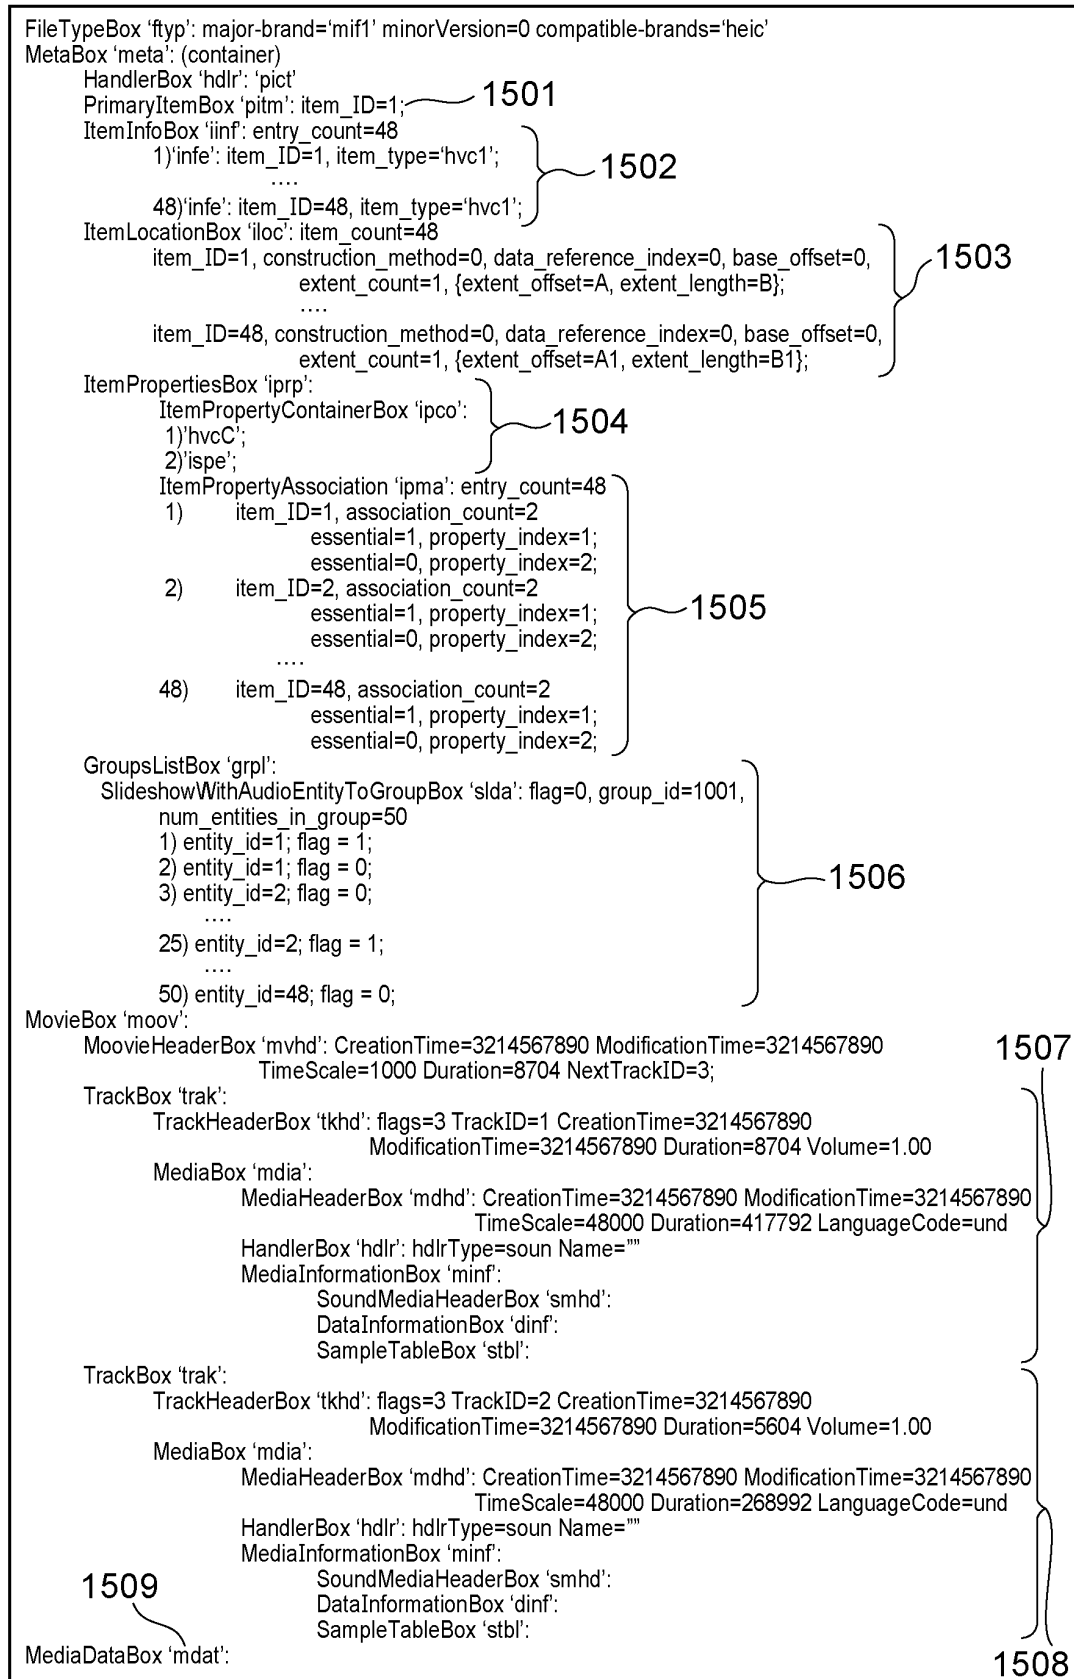 FileTypeBox ‘ftyp’: major-brand=‘mif1’ minorVersion=0 compatible-brands=‘heic’
MetaBox ‘meta’: (container)
HandlerBox ‘hdlr’: ‘pict’
PrimaryItemBox ‘pitm’: item_ID=1;
1501
ItemInfoBox ‘iinf’: entry_count=48
1)‘infe’: item_ID=1, item_type=‘hvc1’;
....
48)‘infe’: item_ID=48, item_type=‘hvc1’;
1502
ItemLocationBox ‘iloc’: item_count=48
item_ID=1, construction_method=0, data_reference_index=0, base_offset=0,
extent_count=1, {extent_offset=A, extent_length=B};
....
item_ID=48, construction_method=0, data_reference_index=0, base_offset=0,
extent_count=1, {extent_offset=A1, extent_length=B1};
1503
ItemPropertiesBox ‘iprp’:
ItemPropertyContainerBox ‘ipco’:
1)’hvcC’;
2)’ispe’;
1504
ItemPropertyAssociation ‘ipma’: entry_count=48
1) item_ID=1, association_count=2
essential=1, property_index=1;
essential=0, property_index=2;
2) item_ID=2, association_count=2
essential=1, property_index=1;
essential=0, property_index=2;
....
48) item_ID=48, association_count=2
essential=1, property_index=1;
essential=0, property_index=2;
1505
GroupsListBox ‘grpl’:
SlideshowWithAudioEntityToGroupBox ‘slda’: flag=0, group_id=1001,
num_entities_in_group=50
1) entity_id=1; flag = 1;
2) entity_id=1; flag = 0;
3) entity_id=2; flag = 0;
....
25) entity_id=2; flag = 1;
....
50) entity_id=48; flag = 0;
1506
MovieBox ‘moov’:
MoovieHeaderBox ‘mvhd’: CreationTime=3214567890 ModificationTime=3214567890
TimeScale=1000 Duration=8704 NextTrackID=3;
1507
TrackBox ‘trak’:
TrackHeaderBox ‘tkhd’: flags=3 TrackID=1 CreationTime=3214567890
ModificationTime=3214567890 Duration=8704 Volume=1.00
MediaBox ‘mdia’:
MediaHeaderBox ‘mdhd’: CreationTime=3214567890 ModificationTime=3214567890
TimeScale=48000 Duration=417792 LanguageCode=und
HandlerBox ‘hdlr’: hdlrType=soun Name=””
MediaInformationBox ‘minf’:
SoundMediaHeaderBox ‘smhd’:
DataInformationBox ‘dinf’:
SampleTableBox ‘stbl’:
TrackBox ‘trak’:
TrackHeaderBox ‘tkhd’: flags=3 TrackID=2 CreationTime=3214567890
ModificationTime=3214567890 Duration=5604 Volume=1.00
MediaBox ‘mdia’:
MediaHeaderBox ‘mdhd’: CreationTime=3214567890 ModificationTime=3214567890
TimeScale=48000 Duration=268992 LanguageCode=und
HandlerBox ‘hdlr’: hdlrType=soun Name=””
MediaInformationBox ‘minf’:
SoundMediaHeaderBox ‘smhd’:
DataInformationBox ‘dinf’:
SampleTableBox ‘stbl’:
1508
1509
MediaDataBox ‘mdat’: